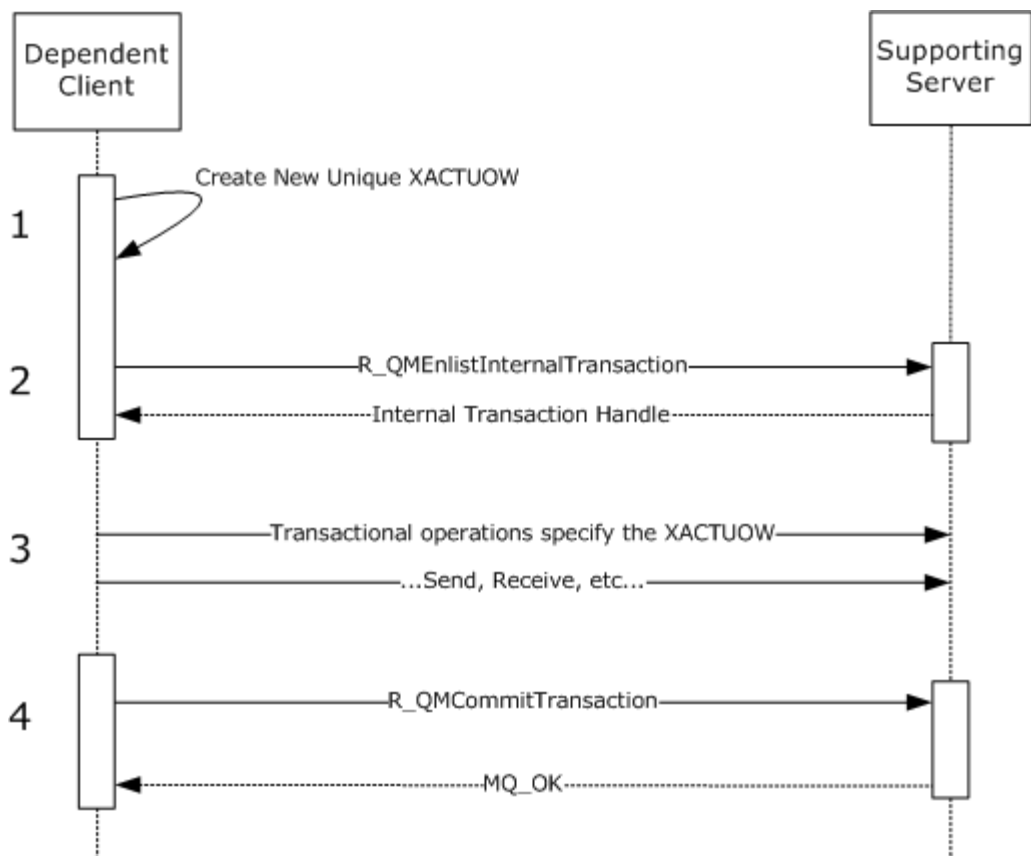 Dependent
Client
Supporting
Server
Create New Unique XACTUOW
1
R_QMEnlistInternalTransaction
2
Internal Transaction Handle
Transactional operations specify the XACTUOW
3
...Send, Receive, etc...
R_QMCommitTransaction
4
MQ_OK